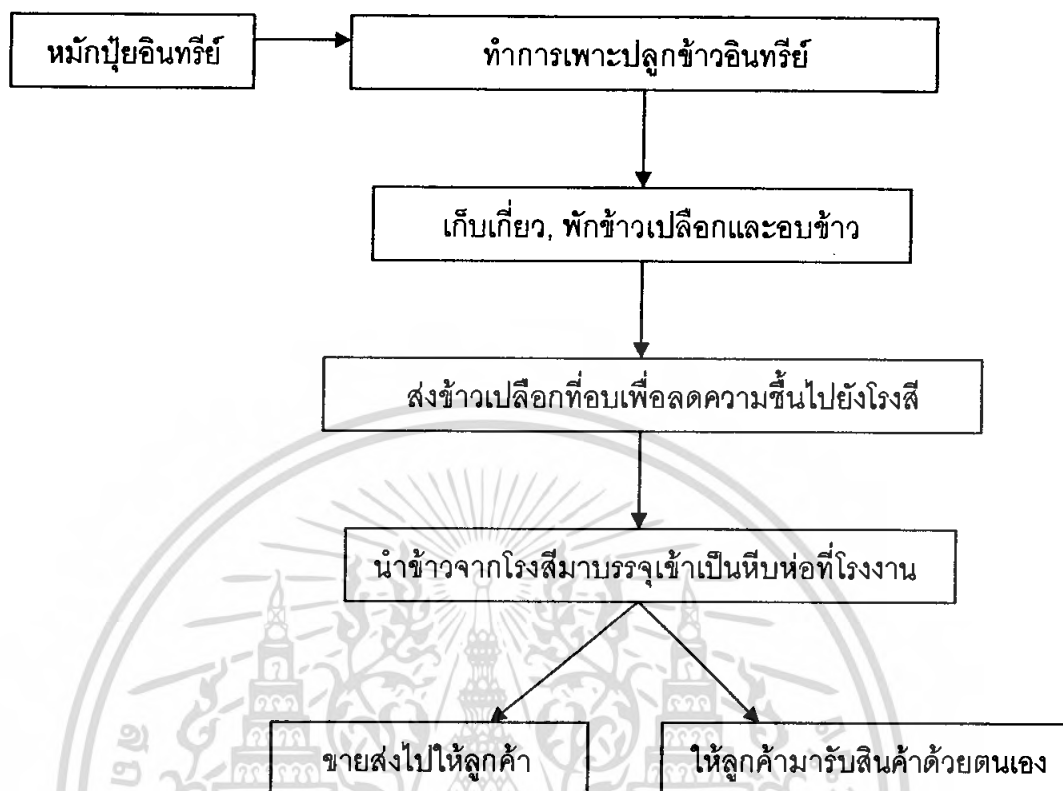 หมักปุ๋ยอินทรีย์
ทำการเพาะปลูกข้าวอินทรีย์
เก็บเกี่ยว, พักข้าวเปลือกและอบข้าว
ส่งข้าวเปลือกที่อบเพื่อลดความชื้นไปยังโรงสี
นำข้าวจากโรงสีมาบรรจุเข้าเป็นหีบห่อที่โรงงาน
ขายส่งไปให้ลูกค้า
ให้ลูกค้ามารับสินค้าด้วยตนเอง